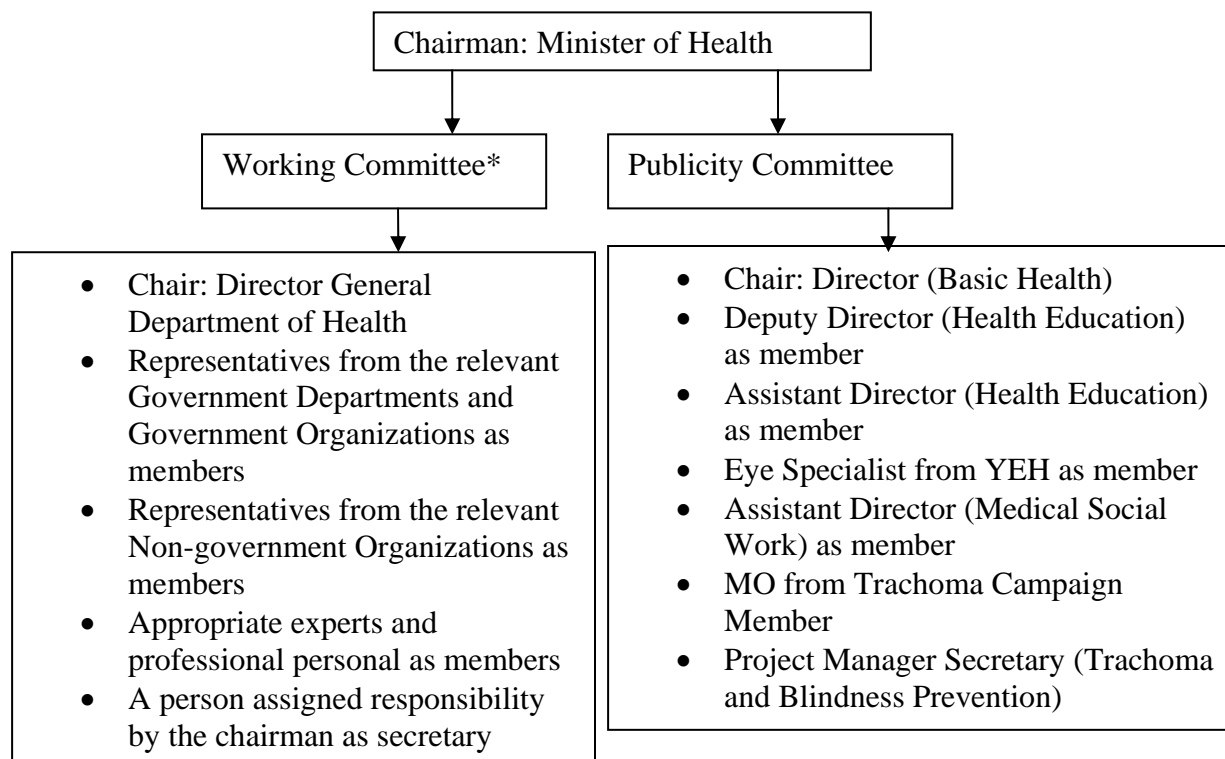 Chairman: Minister of Health
Working Committee*
Publicity Committee
• Chair: Director General
Department of Health
• Representatives from the relevant
Government Departments and
Government Organizations as
members
• Representatives from the relevant
Non-government Organizations as
members
• Appropriate experts and
professional personal as members
• A person assigned responsibility
by the chairman as secretary
• Chair: Director (Basic Health)
• Deputy Director (Health Education)
as member
• Assistant Director (Health Education)
as member
• Eye Specialist from YEH as member
• Assistant Director (Medical Social
Work) as member
• MO from Trachoma Campaign
Member
• Project Manager Secretary (Trachoma
and Blindness Prevention)